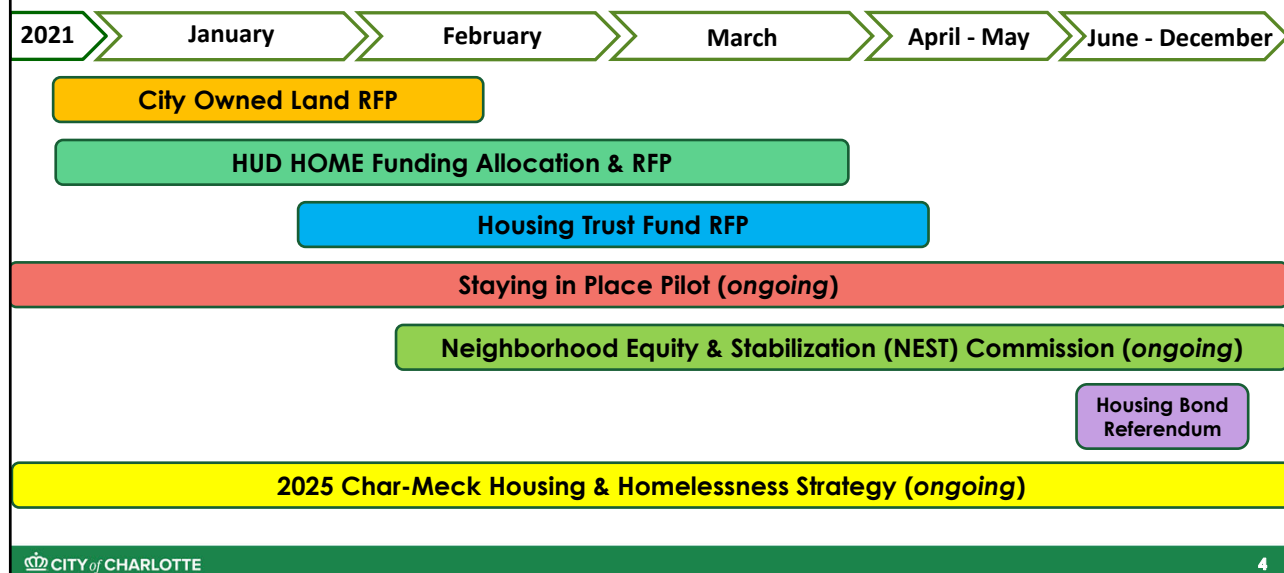 2021 January February March April - May June - December
City Owned Land RFP
HUD HOME Funding Allocation & RFP
Housing Trust Fund RFP
Staying in Place Pilot (ongoing)
Neighborhood Equity & Stabilization (NEST) Commission (ongoing)
Housing Bond
Referendum
2025 Char-Meck Housing & Homelessness Strategy (ongoing)
CITY of CHARLOTTE 4